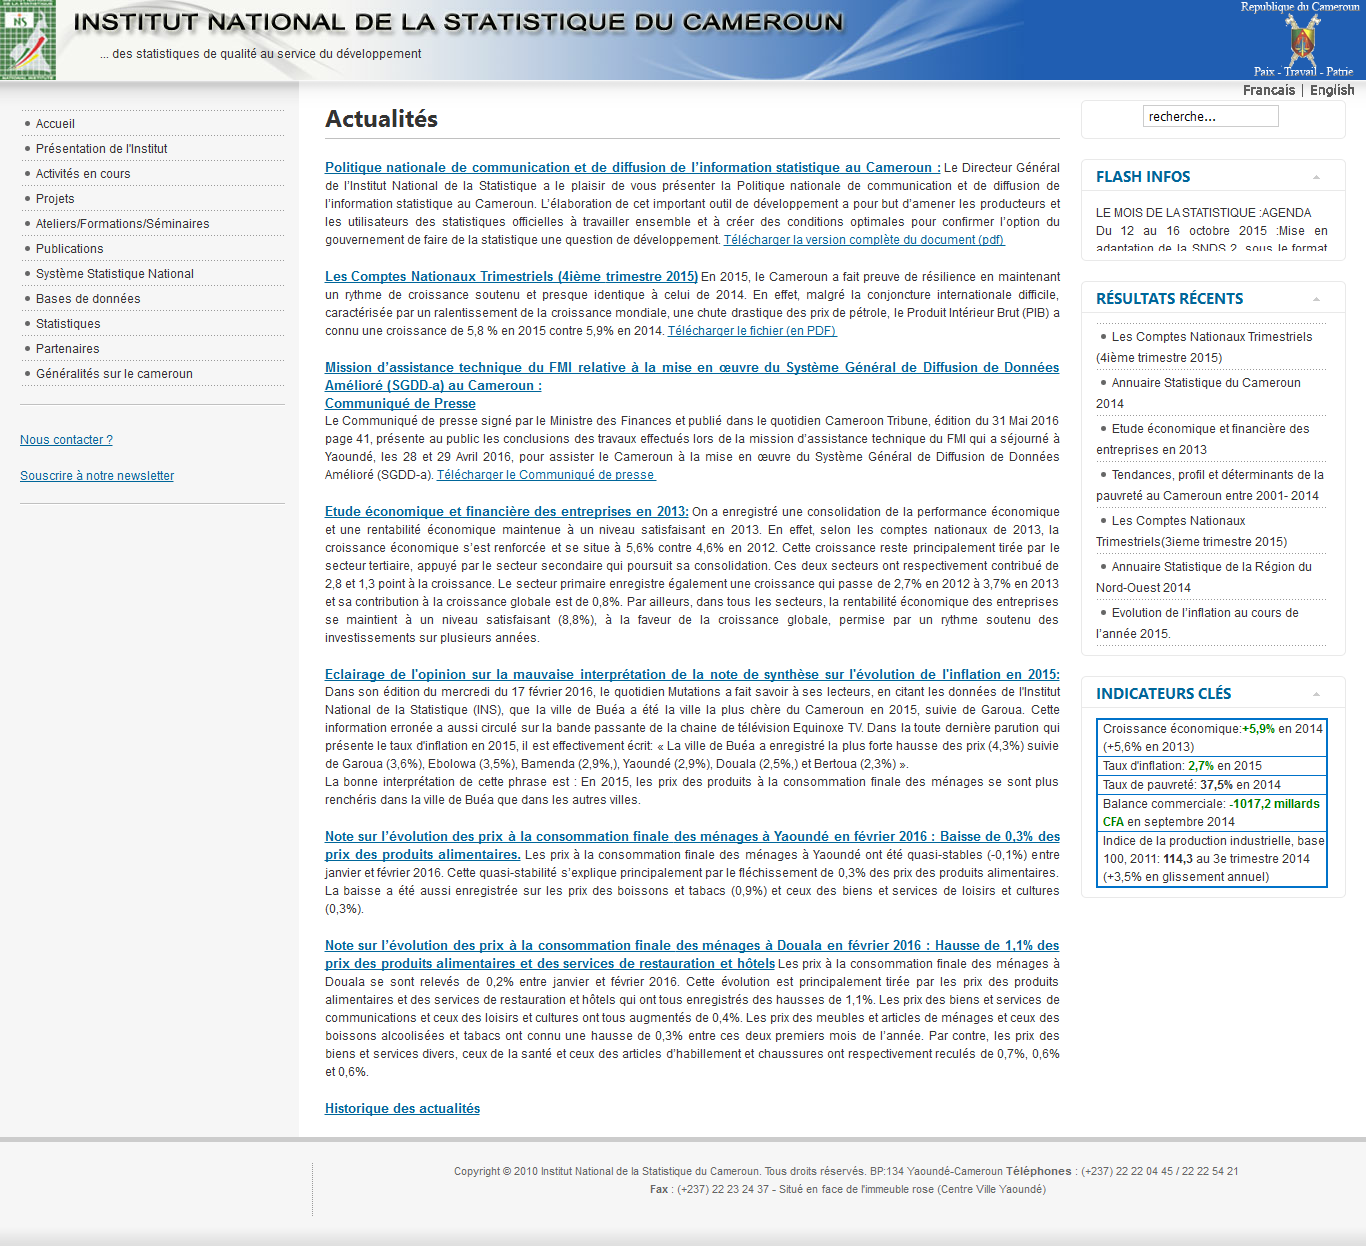 INSTITUT NATIONAL DE LA STATISTIQUE DU CAMEROUN
... des statistiques de qualité au service du développement
INS
NATIONAL INSTITUTE
Republique du Cameroun
Paix - Travail - Patrie
Francais | English
Accueil
Présentation de l'Institut
Activités en cours
Projets
Ateliers/Formations/Séminaires
Publications
Système Statistique National
Bases de données
Statistiques
Partenaires
Généralités sur le cameroun
Nous contacter ?
Souscrire à notre newsletter
Actualités
Politique nationale de communication et de diffusion de l’information statistique au Cameroun : Le Directeur Général
de l’Institut National de la Statistique a le plaisir de vous présenter la Politique nationale de communication et de diffusion de
l’information statistique au Cameroun. L’élaboration de cet important outil de développement a pour but d’amener les producteurs et
les utilisateurs des statistiques officielles à travailler ensemble et à créer des conditions optimales pour confirmer l’option du
gouvernement de faire de la statistique une question de développement. Télécharger la version complète du document (pdf)
Les Comptes Nationaux Trimestriels (4ième trimestre 2015) En 2015, le Cameroun a fait preuve de résilience en maintenant
un rythme de croissance soutenu et presque identique à celui de 2014. En effet, malgré la conjoncture internationale difficile,
caractérisée par un ralentissement de la croissance mondiale, une chute drastique des prix de pétrole, le Produit Intérieur Brut (PIB) a
connu une croissance de 5,8 % en 2015 contre 5,9% en 2014. Télécharger le fichier (en PDF)
Mission d’assistance technique du FMI relative à la mise en œuvre du Système Général de Diffusion de Données
Amélioré (SGDD-a) au Cameroun :
Communiqué de Presse
Le Communiqué de presse signé par le Ministre des Finances et publié dans le quotidien Cameroon Tribune, édition du 31 Mai 2016
page 41, présente au public les conclusions des travaux effectués lors de la mission d’assistance technique du FMI qui a séjourné à
Yaoundé, les 28 et 29 Avril 2016, pour assister le Cameroun à la mise en œuvre du Système Général de Diffusion de Données
Amélioré (SGDD-a). Télécharger le Communiqué de presse
Etude économique et financière des entreprises en 2013: On a enregistré une consolidation de la performance économique
et une rentabilité économique maintenue à un niveau satisfaisant en 2013. En effet, selon les comptes nationaux de 2013, la
croissance économique s’est renforcée et se situe à 5,6% contre 4,6% en 2012. Cette croissance reste principalement tirée par le
secteur tertiaire, appuyé par le secteur secondaire qui poursuit sa consolidation. Ces deux secteurs ont respectivement contribué de
2,8 et 1,3 point à la croissance. Le secteur primaire enregistre également une croissance qui passe de 2,7% en 2012 à 3,7% en 2013
et sa contribution à la croissance globale est de 0,8%. Par ailleurs, dans tous les secteurs, la rentabilité économique des entreprises
se maintient à un niveau satisfaisant (8,8%), à la faveur de la croissance globale, permise par un rythme soutenu des
investissements sur plusieurs années.
Eclairage de l'opinion sur la mauvaise interprétation de la note de synthèse sur l'évolution de l'inflation en 2015:
Dans son édition du mercredi du 17 février 2016, le quotidien Mutations a fait savoir à ses lecteurs, en citant les données de l'Institut
National de la Statistique (INS), que la ville de Buéa a été la ville la plus chère du Cameroun en 2015, suivie de Garoua. Cette
information erronée a aussi circulé sur la bande passante de la chaine de télévision Equinoxe TV. Dans la toute dernière parution qui
présente le taux d'inflation en 2015, il est effectivement écrit: « La ville de Buéa a enregistré la plus forte hausse des prix (4,3%) suivie
de Garoua (3,6%), Ebolowa (3,5%), Bamenda (2,9%,), Yaoundé (2,9%), Douala (2,5%,) et Bertoua (2,3%) ».
La bonne interprétation de cette phrase est : En 2015, les prix des produits à la consommation finale des ménages se sont plus
renchéris dans la ville de Buéa que dans les autres villes.
Note sur l’évolution des prix à la consommation finale des ménages à Yaoundé en février 2016 : Baisse de 0,3% des
prix des produits alimentaires. Les prix à la consommation finale des ménages à Yaoundé ont été quasi-stables (-0,1%) entre
janvier et février 2016. Cette quasi-stabilité s’explique principalement par le fléchissement de 0,3% des prix des produits alimentaires.
La baisse a été aussi enregistrée sur les prix des boissons et tabacs (0,9%) et ceux des biens et services de loisirs et cultures
(0,3%).
Note sur l’évolution des prix à la consommation finale des ménages à Douala en février 2016 : Hausse de 1,1% des
prix des produits alimentaires et des services de restauration et hôtels Les prix à la consommation finale des ménages à
Douala se sont relevés de 0,2% entre janvier et février 2016. Cette évolution est principalement tirée par les prix des produits
alimentaires et des services de restauration et hôtels qui ont tous enregistrés des hausses de 1,1%. Les prix des biens et services de
communications et ceux des loisirs et cultures ont tous augmentés de 0,4%. Les prix des meubles et articles de ménages et ceux des
boissons alcoolisées et tabacs ont connu une hausse de 0,3% entre ces deux premiers mois de l’année. Par contre, les prix des
biens et services divers, ceux de la santé et ceux des articles d’habillement et chaussures ont respectivement reculés de 0,7%, 0,6%
et 0,6%.
Historique des actualités
recherche...
FLASH INFOS
LE MOIS DE LA STATISTIQUE :AGENDA
Du 12 au 16 octobre 2015 :Mise en
adaptation de la SNDS 2, sous le format
RÉSULTATS RÉCENTS
Les Comptes Nationaux Trimestriels
(4ième trimestre 2015)
Annuaire Statistique du Cameroun
2014
Etude économique et financière des
entreprises en 2013
Tendances, profil et déterminants de la
pauvreté au Cameroun entre 2001- 2014
Les Comptes Nationaux
Trimestriels(3ieme trimestre 2015)
Annuaire Statistique de la Région du
Nord-Ouest 2014
Evolution de l’inflation au cours de
l’année 2015.
INDICATEURS CLÉS
Croissance économique:+5,9% en 2014
(+5,6% en 2013)
Taux d'inflation: 2,7% en 2015
Taux de pauvreté: 37,5% en 2014
Balance commerciale: -1017,2 millards
CFA en septembre 2014
Indice de la production industrielle, base
100, 2011: 114,3 au 3e trimestre 2014
(+3,5% en glissement annuel)
Copyright © 2010 Institut National de la Statistique du Cameroun. Tous droits réservés. BP:134 Yaoundé-Cameroun Téléphones : (+237) 22 22 04 45 / 22 22 54 21
Fax : (+237) 22 23 24 37 - Situé en face de l'immeuble rose (Centre Ville Yaoundé)